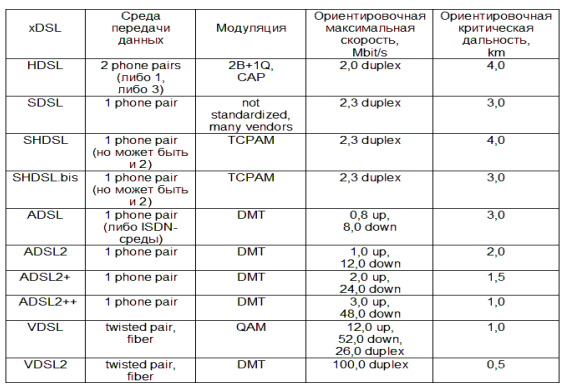 xDSL
Среда
передачи
данных
Модуляция
Ориентировочная
максимальная
скорость,
Mbit/s
Ориентировочная
критическая
дальность,
km
HDSL
2 phone pairs
(либо 1,
либо 3)
2B+1Q,
CAP
2,0 duplex
4,0
SDSL
1 phone pair
not
standardized,
many vendors
2,3 duplex
3,0
SHDSL
1 phone pair
(но может быть
и 2)
TCPAM
2,3 duplex
4,0
SHDSL.bis
1 phone pair
(но может быть
и 2)
TCPAM
2,3 duplex
3,0
ADSL
1 phone pair
(либо ISDN-
среды)
DMT
0,8 up,
8,0 down
3,0
ADSL2
1 phone pair
DMT
1,0 up,
12,0 down
2,0
ADSL2+
1 phone pair
DMT
2,0 up,
24,0 down
1,5
ADSL2++
1 phone pair
DMT
3,0 up,
48,0 down
1,0
VDSL
twisted pair,
fiber
QAM
12,0 up,
52,0 down,
26,0 duplex
1,0
VDSL2
twisted pair,
fiber
DMT
100,0 duplex
0,5